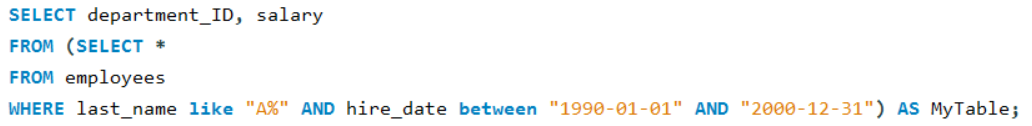 SELECT department_ID, salary
FROM (SELECT *
FROM employees
WHERE last_name like "A%" AND hire_date between "1990-01-01" AND "2000-12-31") AS MyTable;